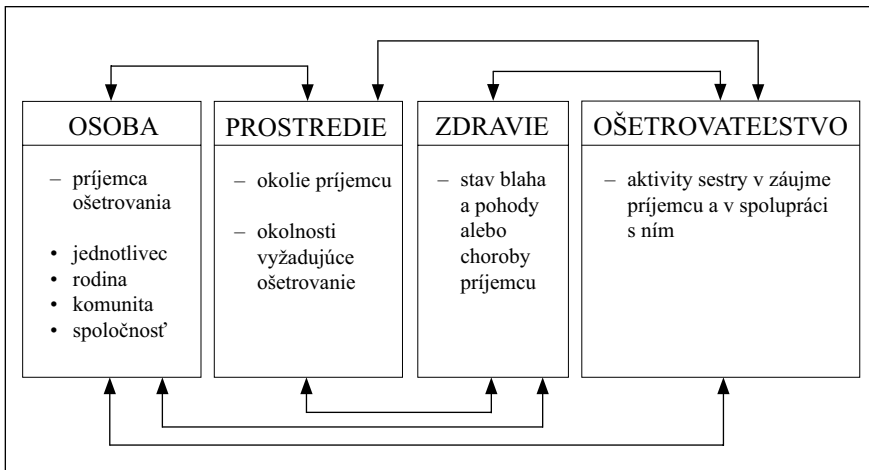 OSOBA
– príjemca
ošetrovania
• jednotlivec
• rodina
• komunita
• spoločnosť
PROSTREDIE
– okolie príjemcu
– okolnosti
vyžadujúce
ošetrovanie
ZDRAVIE
– stav blaha
a pohody
alebo
choroby
príjemcu
OŠETROVATEĽSTVO
– aktivity sestry v záujme
príjemcu a v spolupráci
s ním